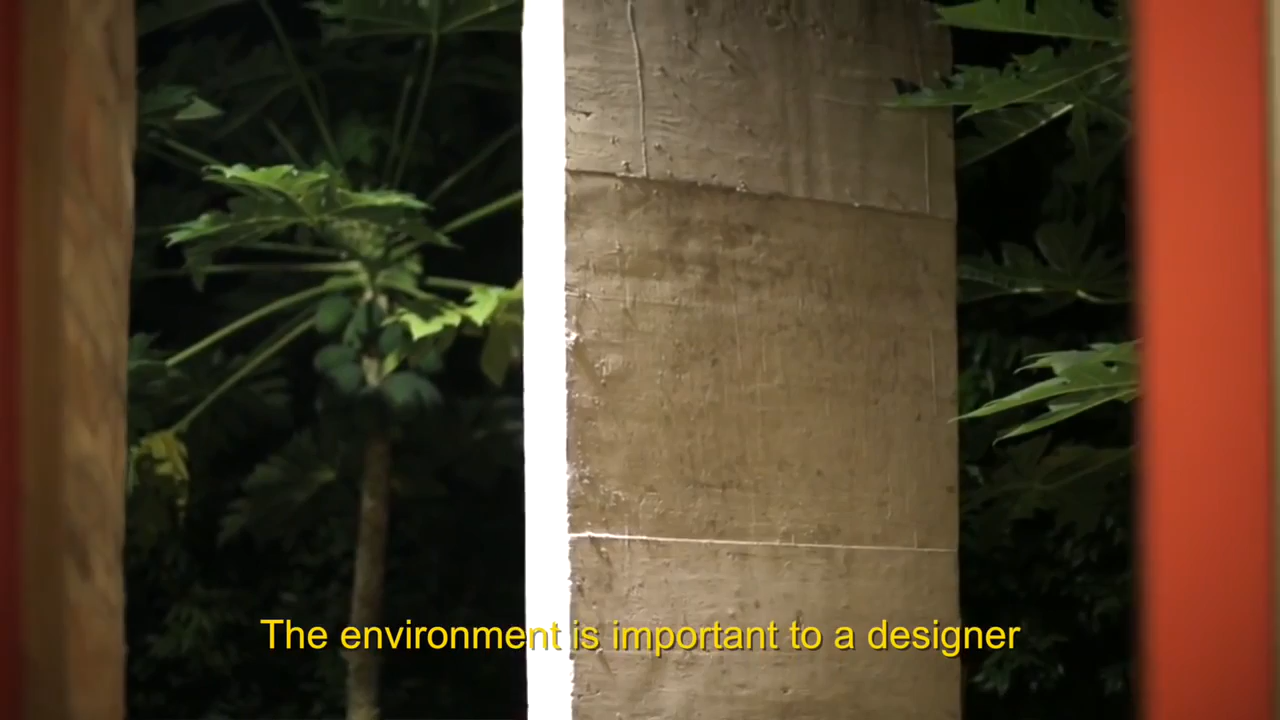 The environment is important to a designer